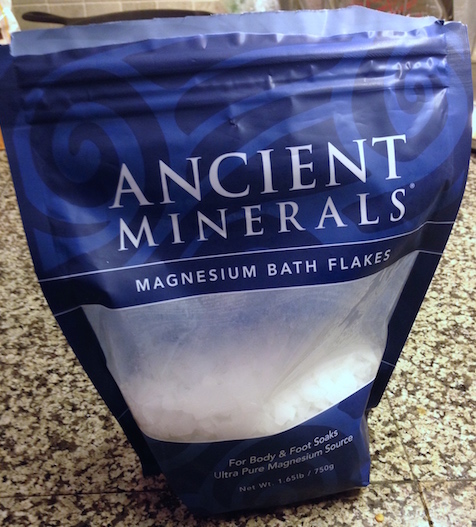 ANCIENT
MINERALS®
MAGNESIUM BATH FLAKES
For Body & Foot Soaks
Ultra Pure Magnesium Source
Net Wt. 1.65lb / 750g